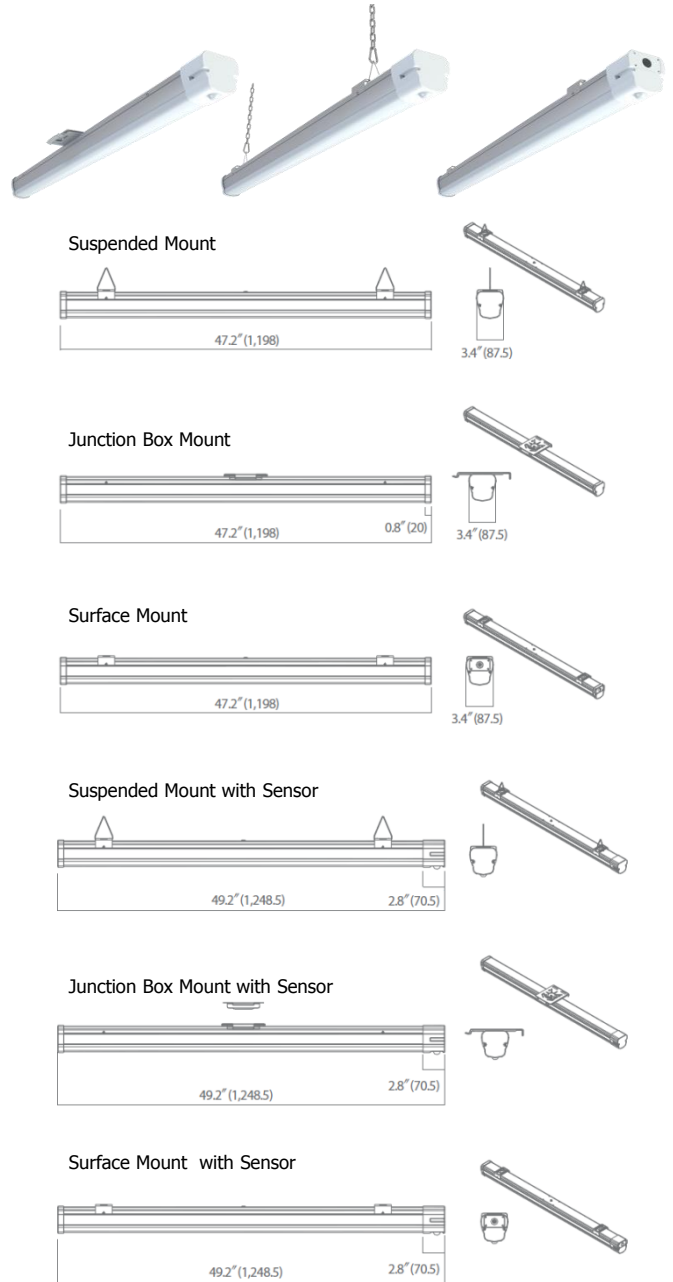 Suspended Mount
47.2″(1,198)
3.4″(87.5)
Junction Box Mount
47.2″(1,198)
0.8″(20)
3.4″(87.5)
Surface Mount
47.2″(1,198)
3.4″(87.5)
Suspended Mount with Sensor
49.2″(1,248.5)
2.8″(70.5)
Junction Box Mount with Sensor
49.2″(1,248.5)
2.8″(70.5)
Surface Mount with Sensor
49.2″(1,248.5)
2.8″(70.5)